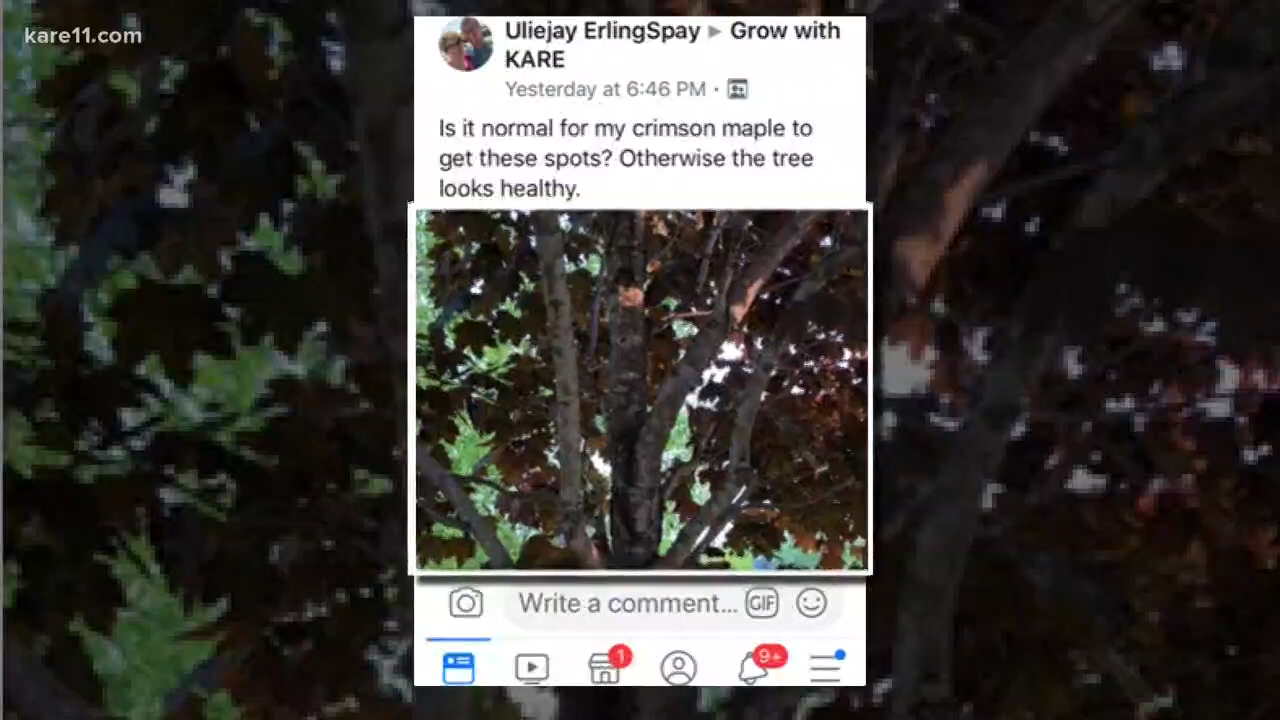 kare11.com
Uliejay ErlingSpay ▸ Grow with
KARE
Yesterday at 6:46 PM ·
Is it normal for my crimson maple to
get these spots? Otherwise the tree
looks healthy.
Write a comment... GIF
1 9+